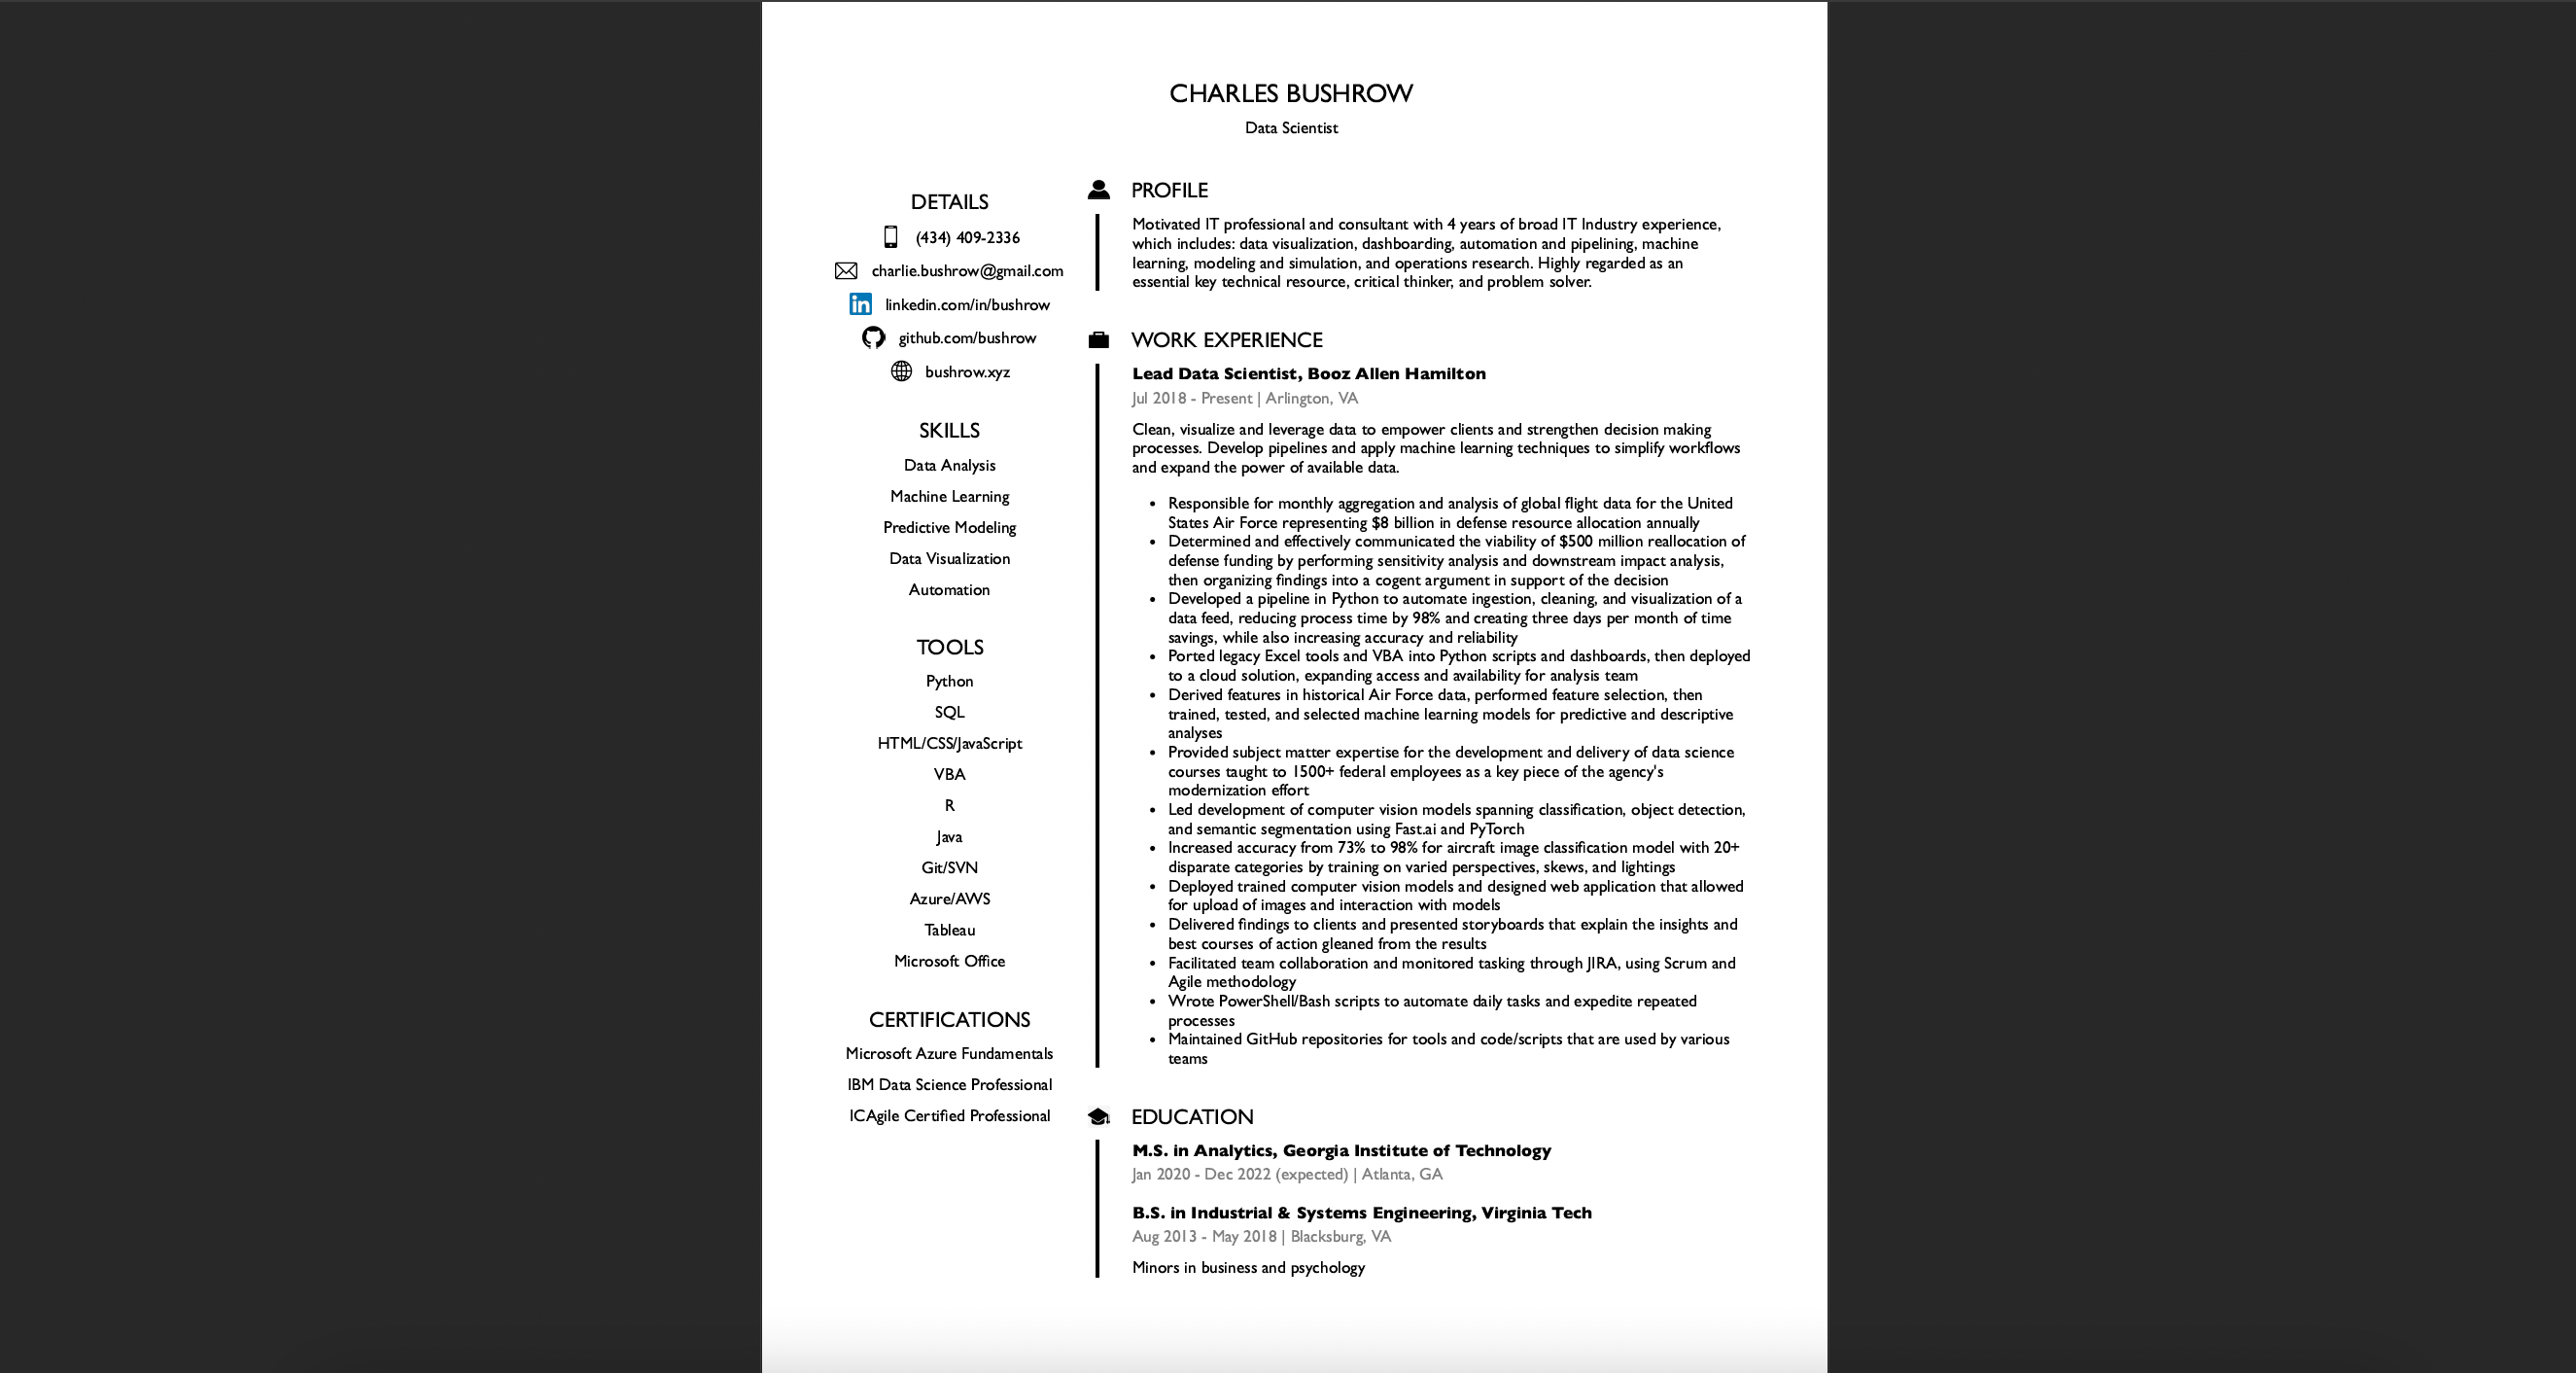 CHARLES BUSHROW
Data Scientist
DETAILS
(434) 409-2336
charlie.bushrow@gmail.com
linkedin.com/in/bushrow
github.com/bushrow
bushrow.xyz
SKILLS
Data Analysis
Machine Learning
Predictive Modeling
Data Visualization
Automation
TOOLS
Python
SQL
HTML/CSS/JavaScript
VBA
R
Java
Git/SVN
Azure/AWS
Tableau
Microsoft Office
CERTIFICATIONS
Microsoft Azure Fundamentals
IBM Data Science Professional
ICAgile Certified Professional
PROFILE
Motivated IT professional and consultant with 4 years of broad IT Industry experience,
which includes: data visualization, dashboarding, automation and pipelining, machine
learning, modeling and simulation, and operations research. Highly regarded as an
essential key technical resource, critical thinker, and problem solver.
WORK EXPERIENCE
Lead Data Scientist, Booz Allen Hamilton
Jul 2018 - Present | Arlington, VA
Clean, visualize and leverage data to empower clients and strengthen decision making
processes. Develop pipelines and apply machine learning techniques to simplify workflows
and expand the power of available data.
• Responsible for monthly aggregation and analysis of global flight data for the United
States Air Force representing $8 billion in defense resource allocation annually
• Determined and effectively communicated the viability of $500 million reallocation of
defense funding by performing sensitivity analysis and downstream impact analysis,
then organizing findings into a cogent argument in support of the decision
• Developed a pipeline in Python to automate ingestion, cleaning, and visualization of a
data feed, reducing process time by 98% and creating three days per month of time
savings, while also increasing accuracy and reliability
• Ported legacy Excel tools and VBA into Python scripts and dashboards, then deployed
to a cloud solution, expanding access and availability for analysis team
• Derived features in historical Air Force data, performed feature selection, then
trained, tested, and selected machine learning models for predictive and descriptive
analyses
• Provided subject matter expertise for the development and delivery of data science
courses taught to 1500+ federal employees as a key piece of the agency's
modernization effort
• Led development of computer vision models spanning classification, object detection,
and semantic segmentation using Fast.ai and PyTorch
• Increased accuracy from 73% to 98% for aircraft image classification model with 20+
disparate categories by training on varied perspectives, skews, and lightings
• Deployed trained computer vision models and designed web application that allowed
for upload of images and interaction with models
• Delivered findings to clients and presented storyboards that explain the insights and
best courses of action gleaned from the results
• Facilitated team collaboration and monitored tasking through JIRA, using Scrum and
Agile methodology
• Wrote PowerShell/Bash scripts to automate daily tasks and expedite repeated
processes
• Maintained GitHub repositories for tools and code/scripts that are used by various
teams
EDUCATION
M.S. in Analytics, Georgia Institute of Technology
Jan 2020 - Dec 2022 (expected) | Atlanta, GA
B.S. in Industrial & Systems Engineering, Virginia Tech
Aug 2013 - May 2018 | Blacksburg, VA
Minors in business and psychology